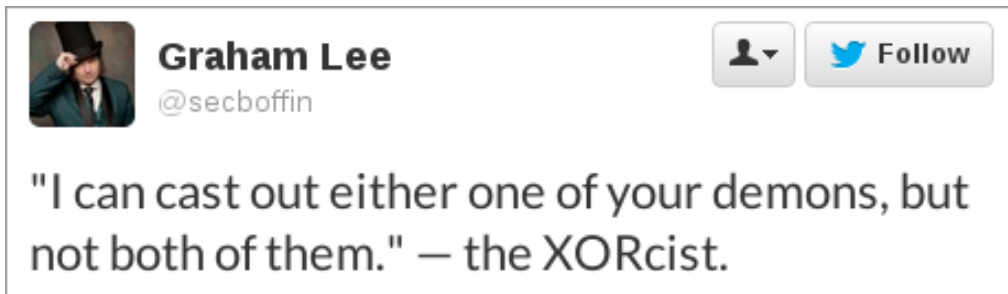 Graham Lee
Follow
@secboffin
"I can cast out either one of your demons, but
not both of them." — the XORcist.